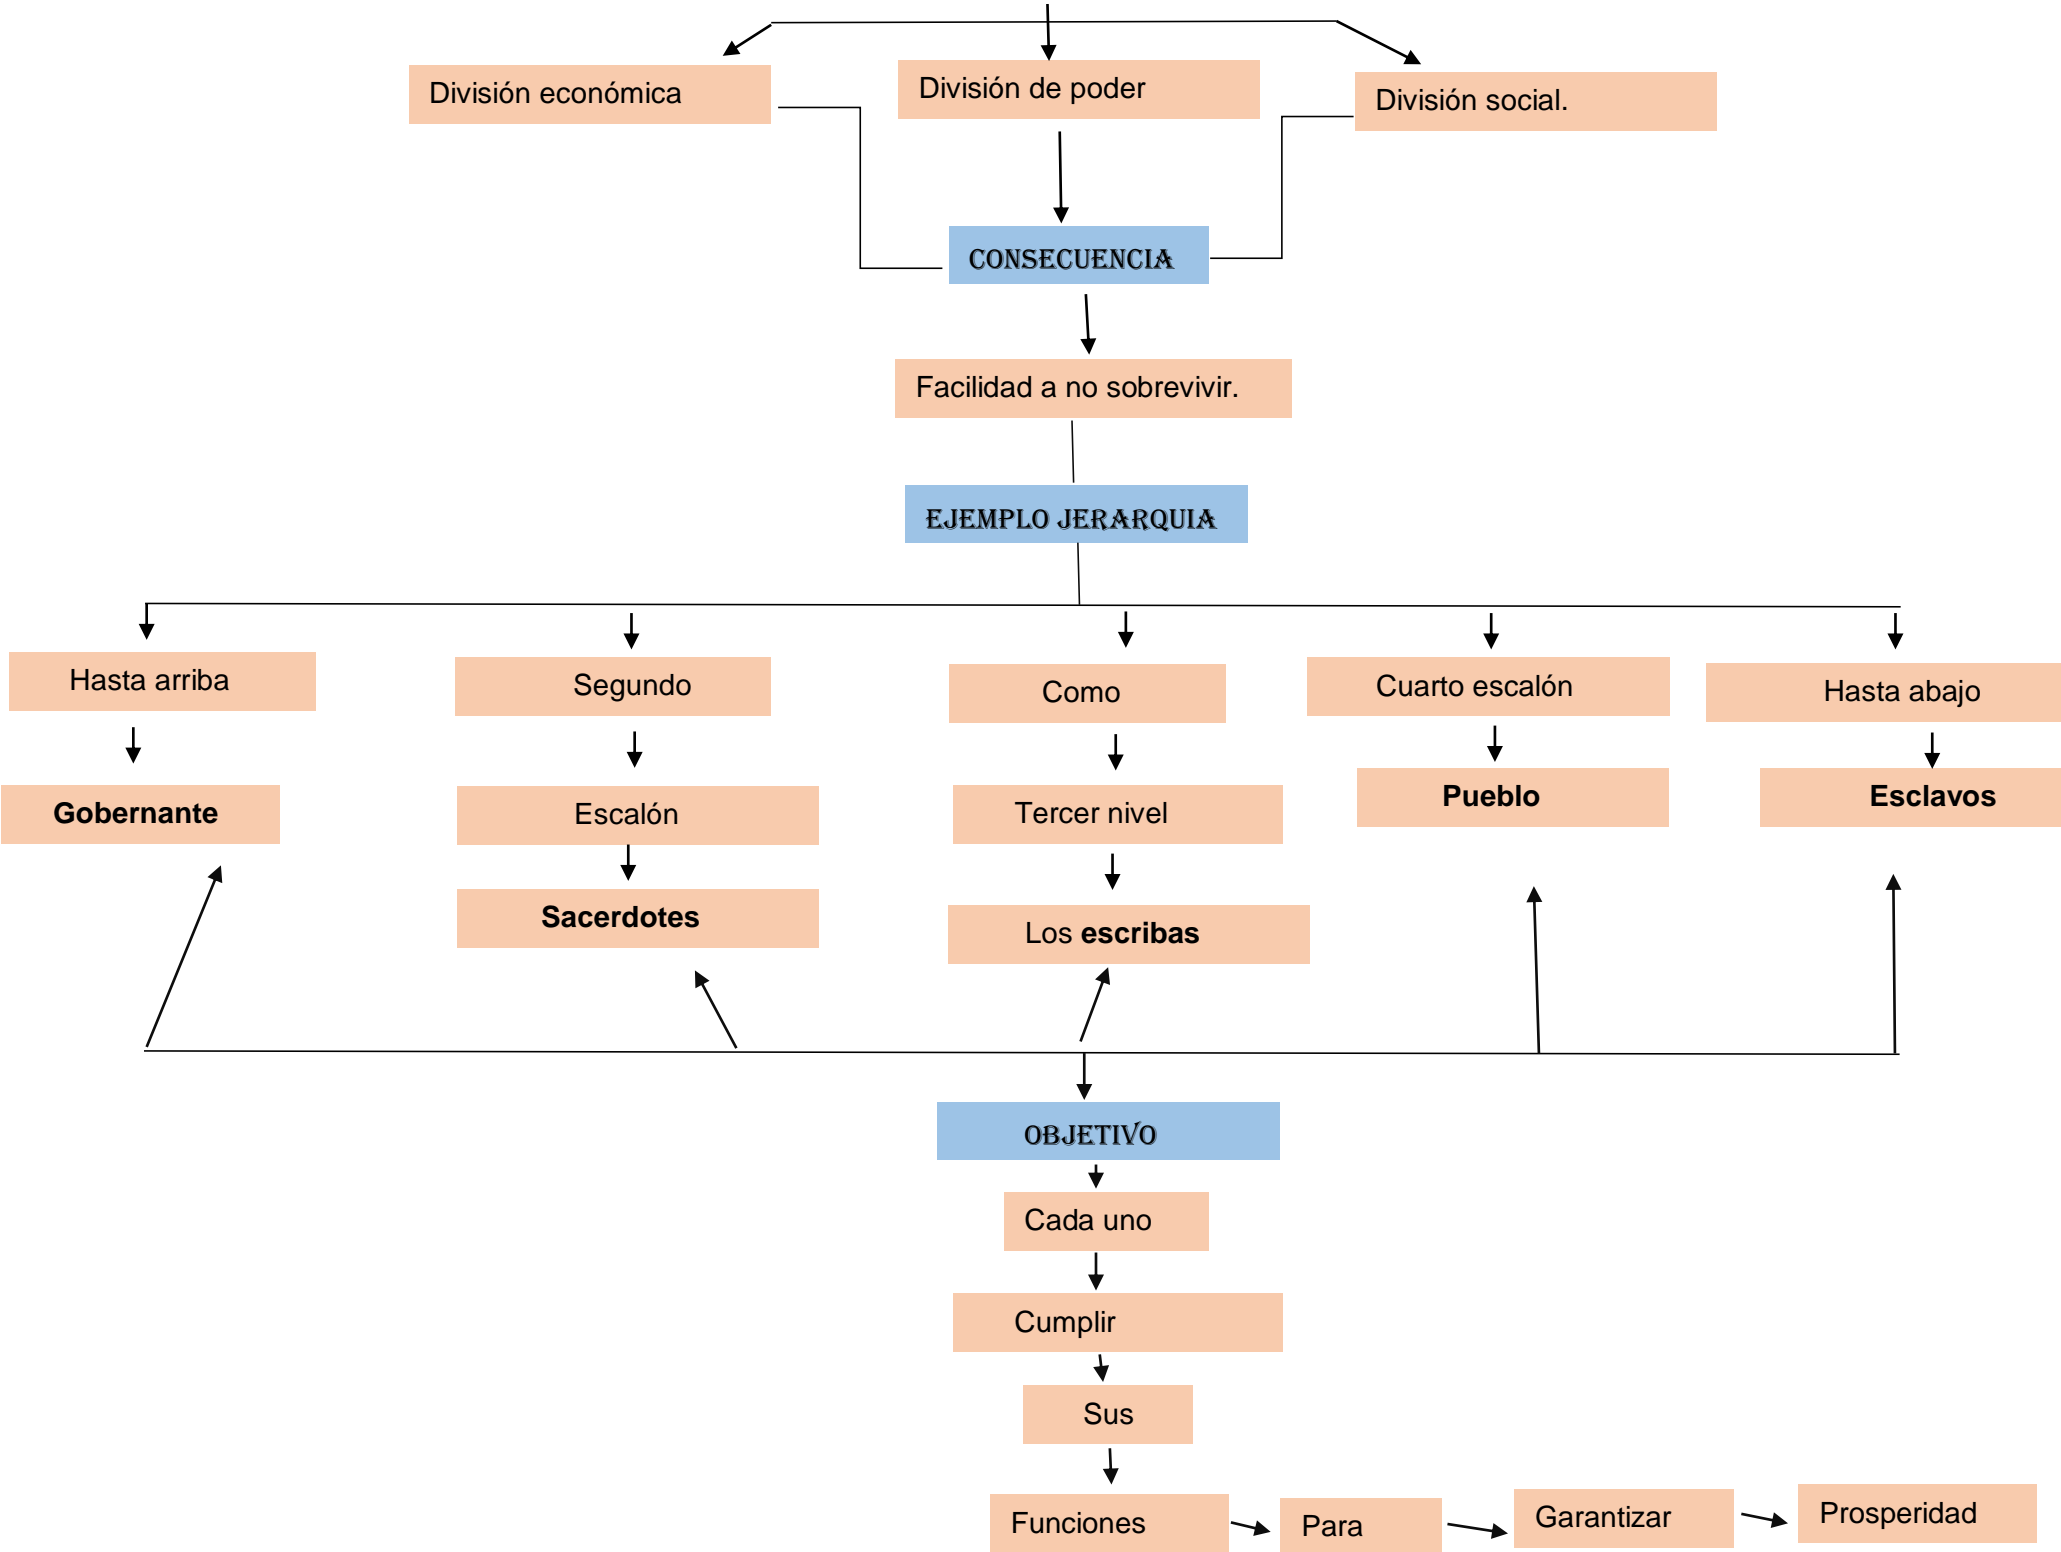 División económica
División de poder
División social.
CONSECUENCIA
Facilidad a no sobrevivir.
EJEMPLO JERARQUIA
Hasta arriba
Segundo
Como
Cuarto escalón
Hasta abajo
Gobernante
Escalón
Tercer nivel
Pueblo
Esclavos
Sacerdotes
Los escribas
OBJETIVO
Cada uno
Cumplir
Sus
Funciones
Para
Garantizar
Prosperidad